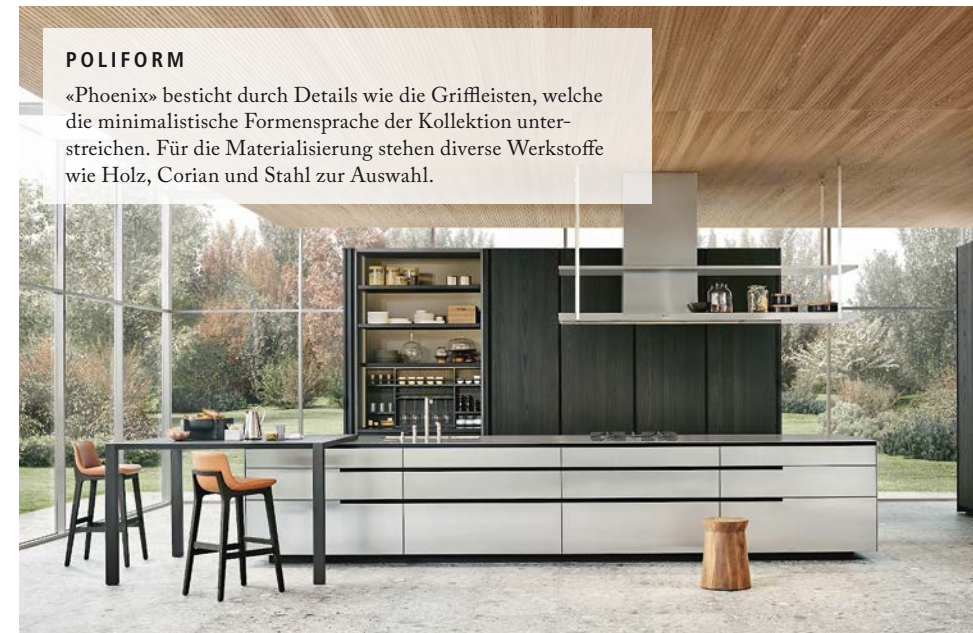 POLIFORM
«Phoenix» besticht durch Details wie die Griffleisten, welche
die minimalistische Formensprache der Kollektion unter-
streichen. Für die Materialisierung stehen diverse Werkstoffe
wie Holz, Corian und Stahl zur Auswahl.